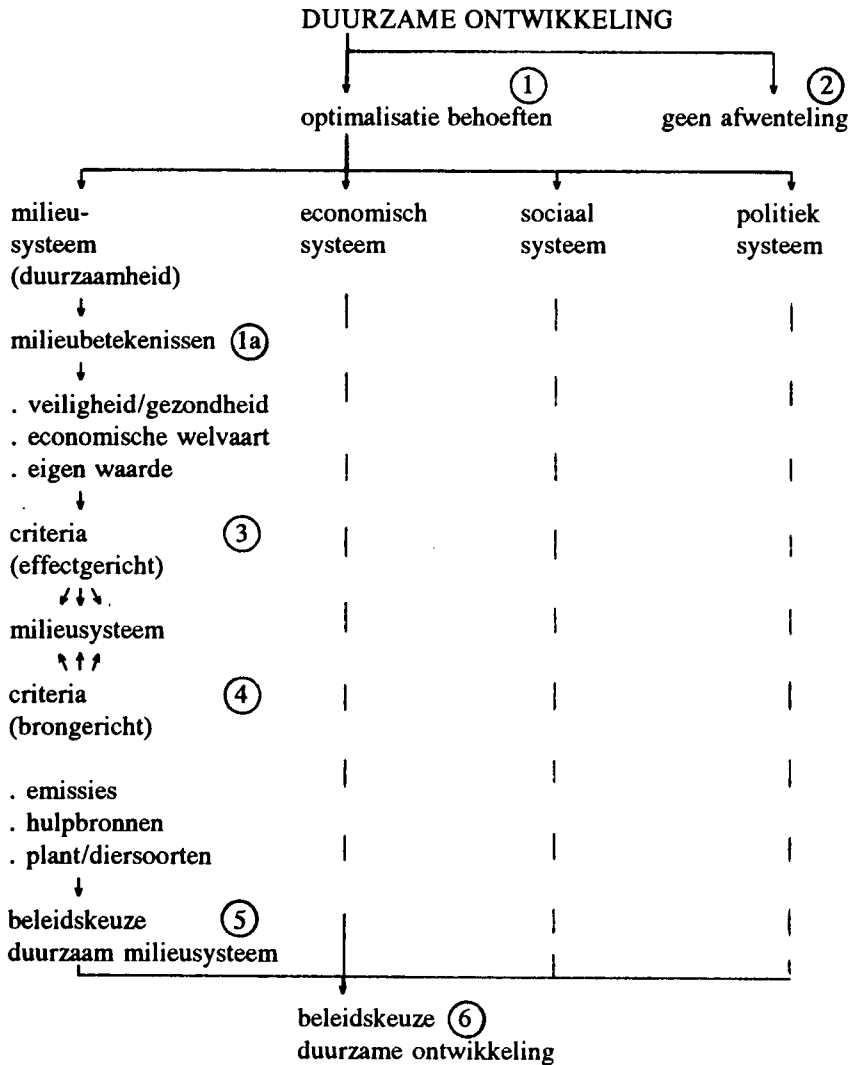 DUURZAME ONTWIKKELING
1 2
optimalisatie behoeften geen afwenteling
milieu- economisch sociaal politiek
systeem systeem systeem systeem
(duurzaamheid)
milieubetekenissen 1a
. veiligheid/gezondheid
. economische welvaart
. eigen waarde
criteria 3
(effectgericht)
milieusysteem
criteria 4
(brongericht)
. emissies
. hulpbronnen
. plant/diersoorten
beleidskeuze 5
duurzaam milieusysteem
beleidskeuze 6
duurzame ontwikkeling